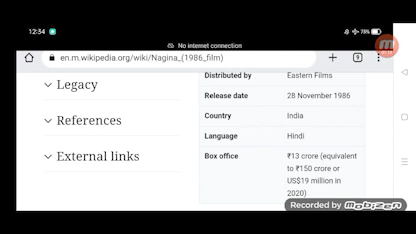 12:34
73%
No internet connection
en.m.wikipedia.org/wiki/Nagina_(1986_film)
9
Legacy
References
External links
Distributed by Eastern Films
Release date 28 November 1986
Country India
Language Hindi
Box office ₹13 crore (equivalent
to ₹150 crore or
US$19 million in
2020)
Recorded by mobizen